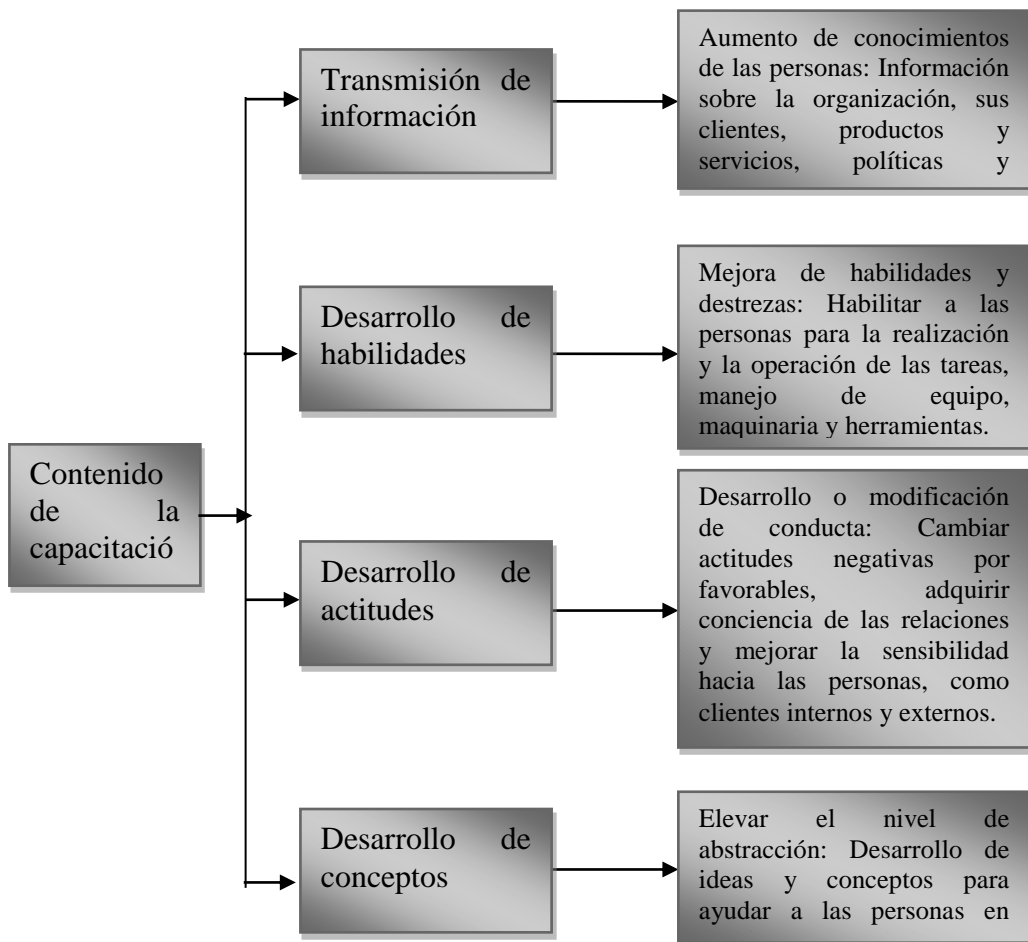 Transmisión de
información
Aumento de conocimientos
de las personas: Información
sobre la organización, sus
clientes, productos y
servicios, políticas y
Desarrollo de
habilidades
Mejora de habilidades y
destrezas: Habilitar a las
personas para la realización
y la operación de las tareas,
manejo de equipo,
maquinaria y herramientas.
Contenido
de la
capacitació
Desarrollo de
actitudes
Desarrollo o modificación
de conducta: Cambiar
actitudes negativas por
favorables, adquirir
conciencia de las relaciones
y mejorar la sensibilidad
hacia las personas, como
clientes internos y externos.
Desarrollo de
conceptos
Elevar el nivel de
abstracción: Desarrollo de
ideas y conceptos para
ayudar a las personas en